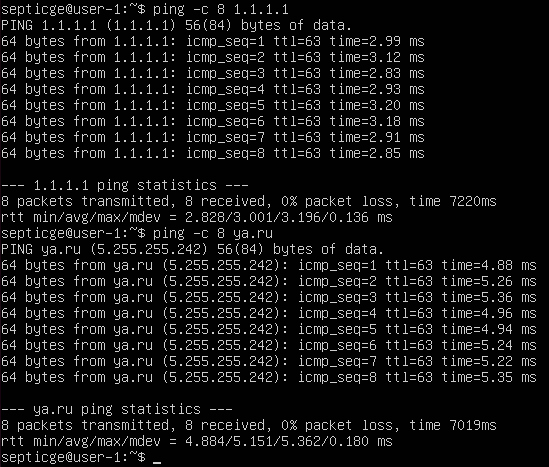 septicge@user-1:~$ ping -c 8 1.1.1.1
PING 1.1.1.1 (1.1.1.1) 56(84) bytes of data.
64 bytes from 1.1.1.1: icmp_seq=1 ttl=63 time=2.99 ms
64 bytes from 1.1.1.1: icmp_seq=2 ttl=63 time=3.12 ms
64 bytes from 1.1.1.1: icmp_seq=3 ttl=63 time=2.83 ms
64 bytes from 1.1.1.1: icmp_seq=4 ttl=63 time=2.93 ms
64 bytes from 1.1.1.1: icmp_seq=5 ttl=63 time=3.20 ms
64 bytes from 1.1.1.1: icmp_seq=6 ttl=63 time=3.18 ms
64 bytes from 1.1.1.1: icmp_seq=7 ttl=63 time=2.91 ms
64 bytes from 1.1.1.1: icmp_seq=8 ttl=63 time=2.85 ms

--- 1.1.1.1 ping statistics ---
8 packets transmitted, 8 received, 0% packet loss, time 7220ms
rtt min/avg/max/mdev = 2.828/3.001/3.196/0.136 ms
septicge@user-1:~$ ping -c 8 ya.ru
PING ya.ru (5.255.255.242) 56(84) bytes of data.
64 bytes from ya.ru (5.255.255.242): icmp_seq=1 ttl=63 time=4.88 ms
64 bytes from ya.ru (5.255.255.242): icmp_seq=2 ttl=63 time=5.26 ms
64 bytes from ya.ru (5.255.255.242): icmp_seq=3 ttl=63 time=5.36 ms
64 bytes from ya.ru (5.255.255.242): icmp_seq=4 ttl=63 time=4.96 ms
64 bytes from ya.ru (5.255.255.242): icmp_seq=5 ttl=63 time=4.94 ms
64 bytes from ya.ru (5.255.255.242): icmp_seq=6 ttl=63 time=5.24 ms
64 bytes from ya.ru (5.255.255.242): icmp_seq=7 ttl=63 time=5.22 ms
64 bytes from ya.ru (5.255.255.242): icmp_seq=8 ttl=63 time=5.35 ms

--- ya.ru ping statistics ---
8 packets transmitted, 8 received, 0% packet loss, time 7019ms
rtt min/avg/max/mdev = 4.884/5.151/5.362/0.180 ms
septicge@user-1:~$ _